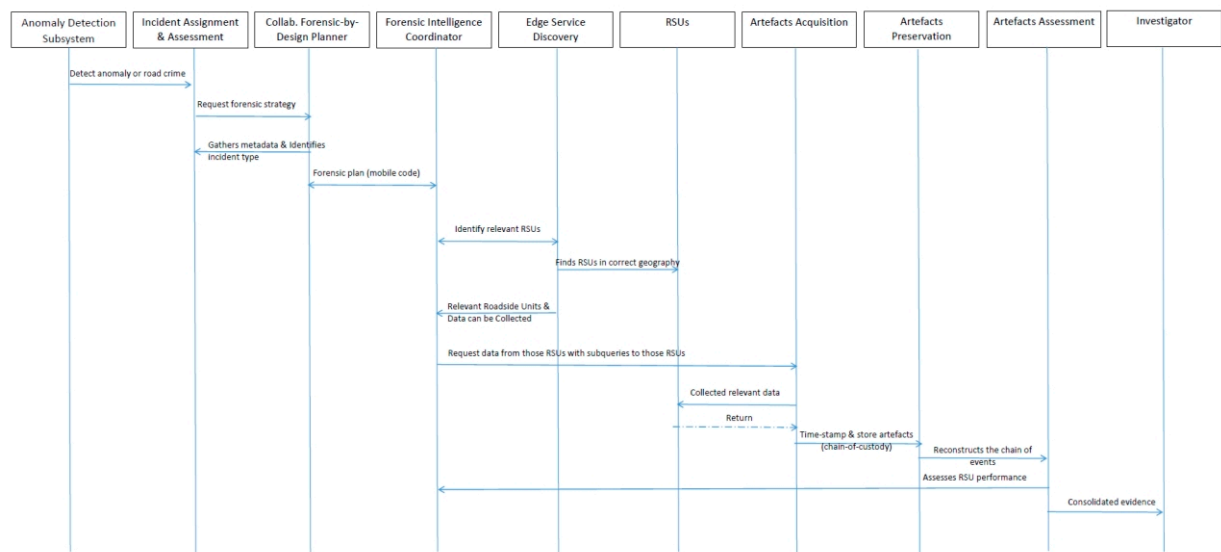 Anomaly Detection
Subsystem
Incident Assignment
& Assessment
Collab. Forensic-by-
Design Planner
Forensic Intelligence
Coordinator
Edge Service
Discovery
RSUs
Artefacts Acquisition
Artefacts
Preservation
Artefacts Assessment
Investigator
Detect anomaly or road crime
Request forensic strategy
Gathers metadata & Identifies
incident type
Forensic plan (mobile code)
Identify relevant RSUs
Finds RSUs in correct geography
Relevant Roadside Units &
Data can be Collected
Request data from those RSUs with subqueries to those RSUs
Collected relevant data
Return
Time-stamp & store artefacts
(chain-of-custody)
Reconstructs the chain of
events
Assesses RSU performance
Consolidated evidence